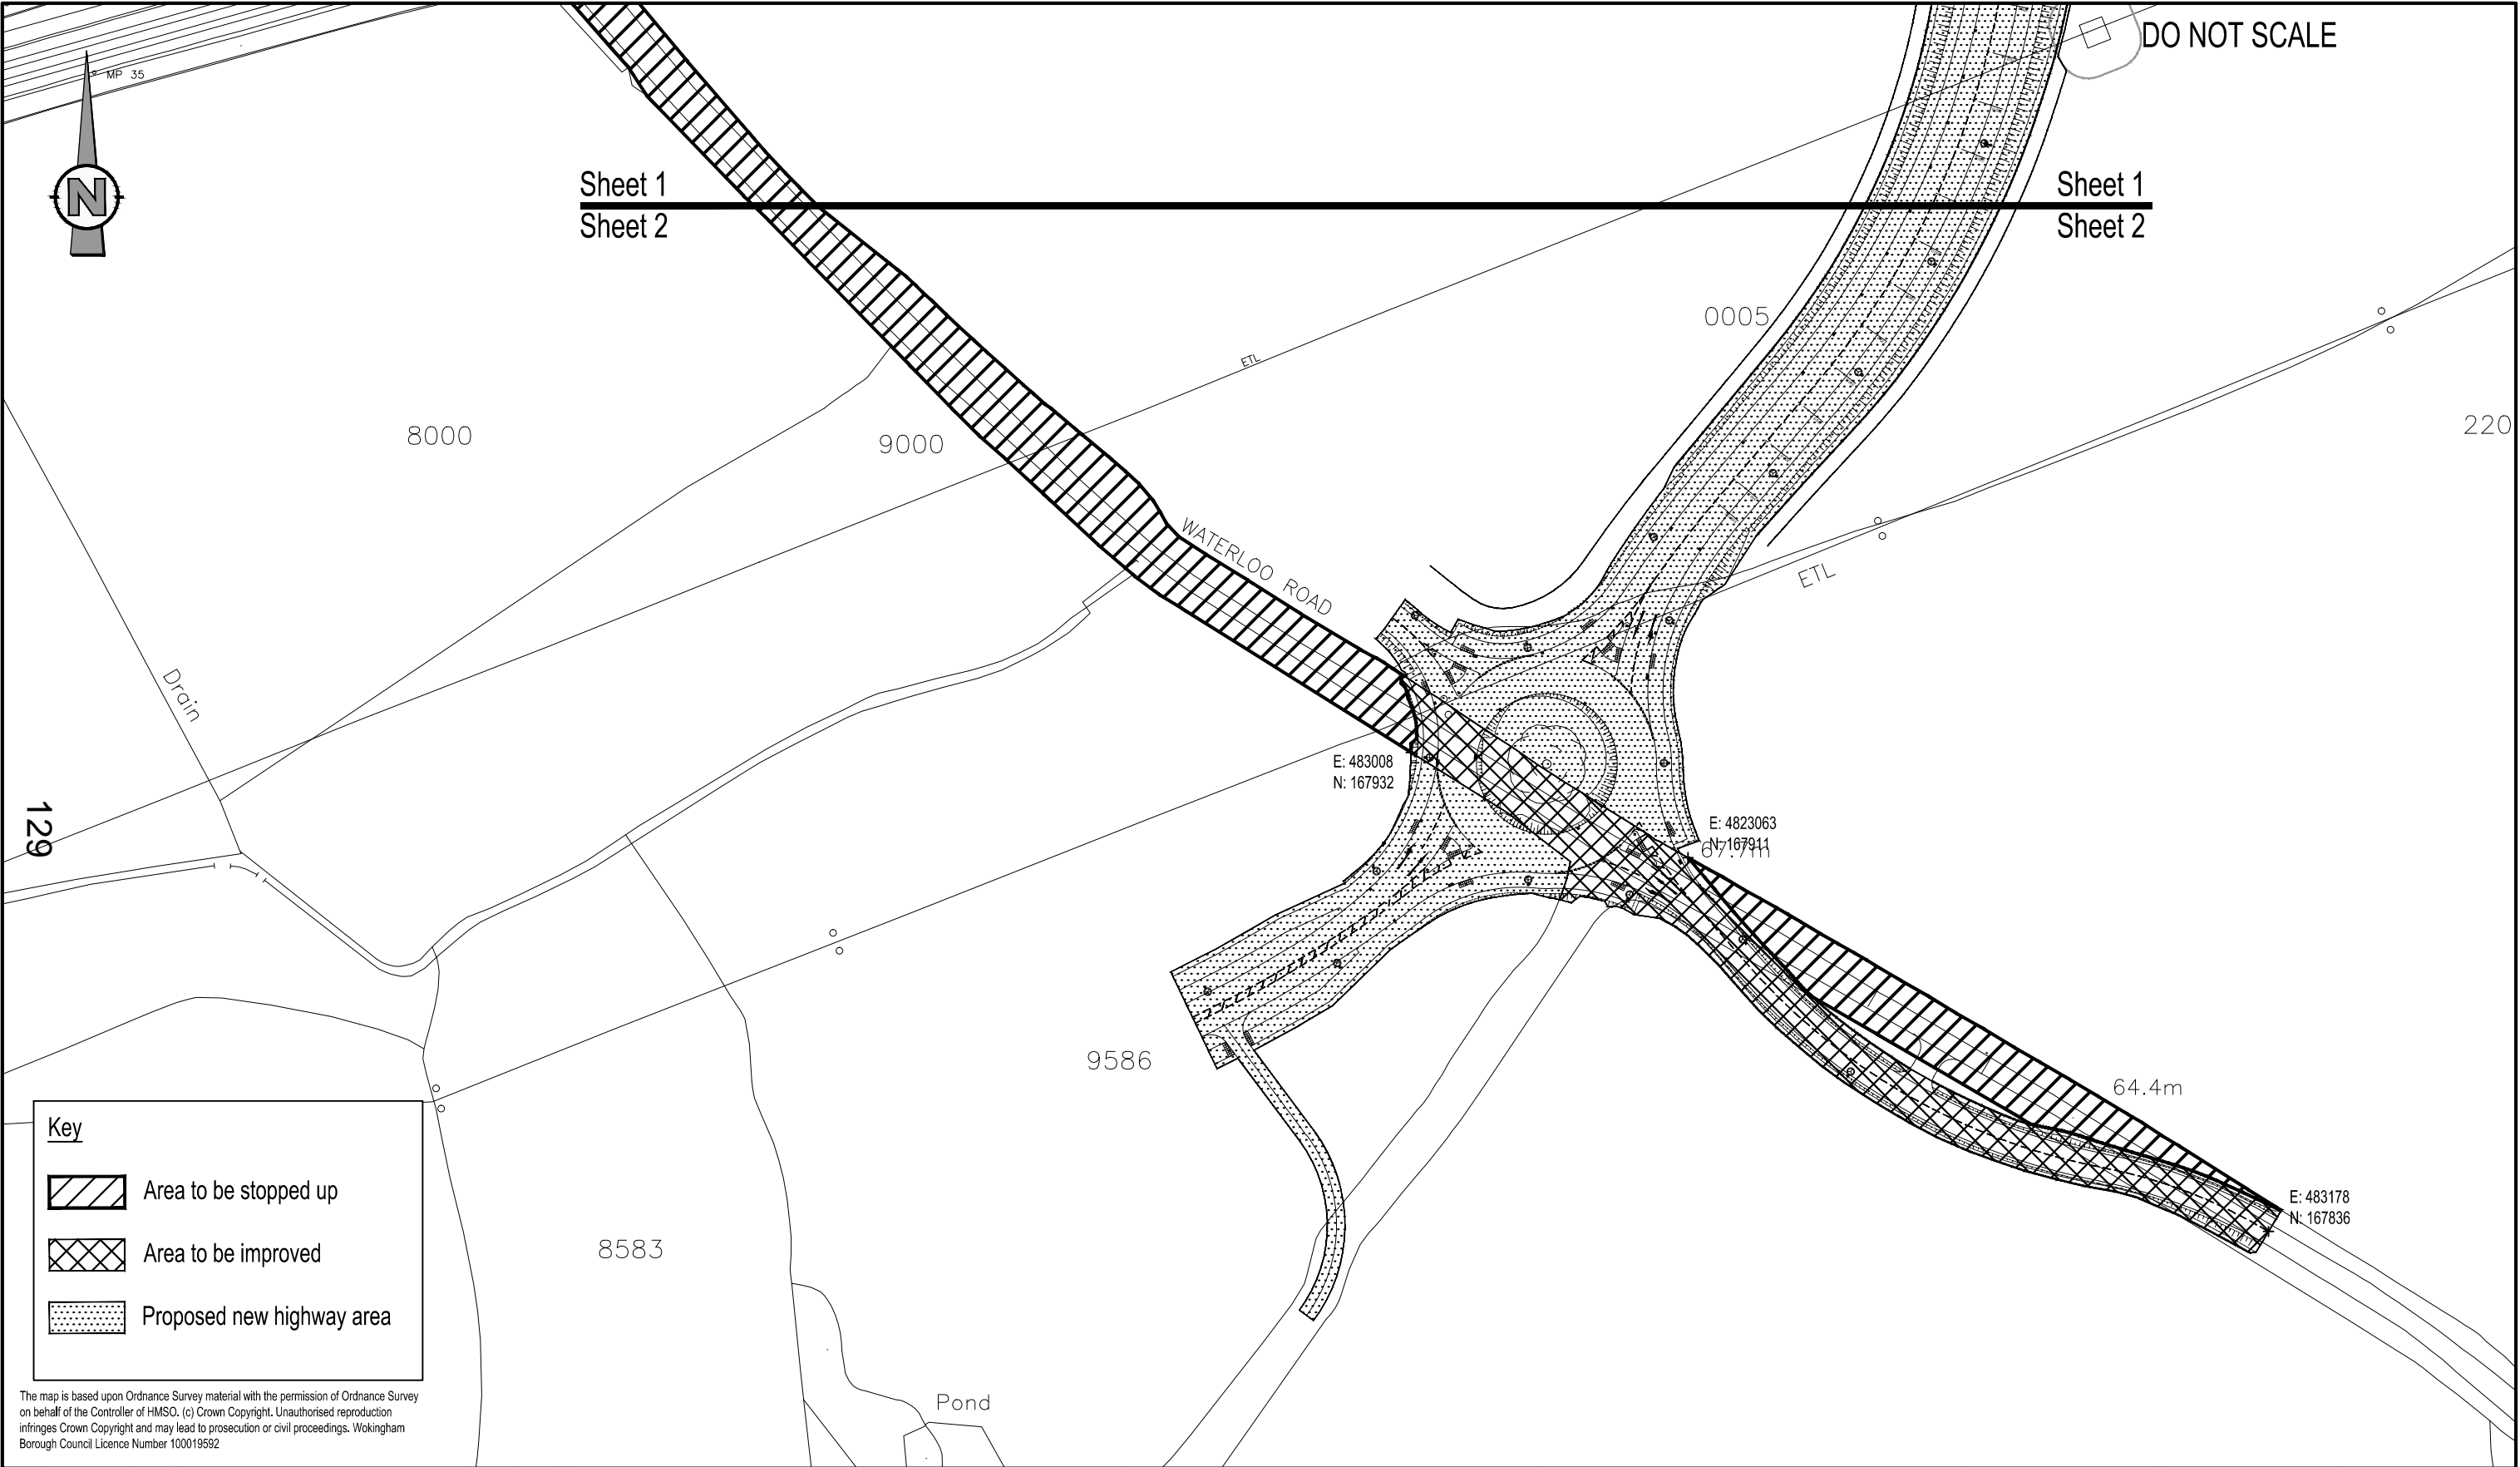 DO NOT SCALE
MP 35
N
Sheet 1
Sheet 1
Sheet 2
Sheet 2
0005
ETL
220
8000
9000
WATERLOO ROAD
ETL
Drain
E: 483008
N: 167932
129
E: 4823063
N: 167911
67.7m
9586
64.4m
E: 483178
N: 167836
8583
Pond
Key
Area to be stopped up
Area to be improved
Proposed new highway area
The map is based upon Ordnance Survey material with the permission of Ordnance Survey
on behalf of the Controller of HMSO. (c) Crown Copyright. Unauthorised reproduction
infringes Crown Copyright and may lead to prosecution or civil proceedings. Wokingham
Borough Council Licence Number 100019592